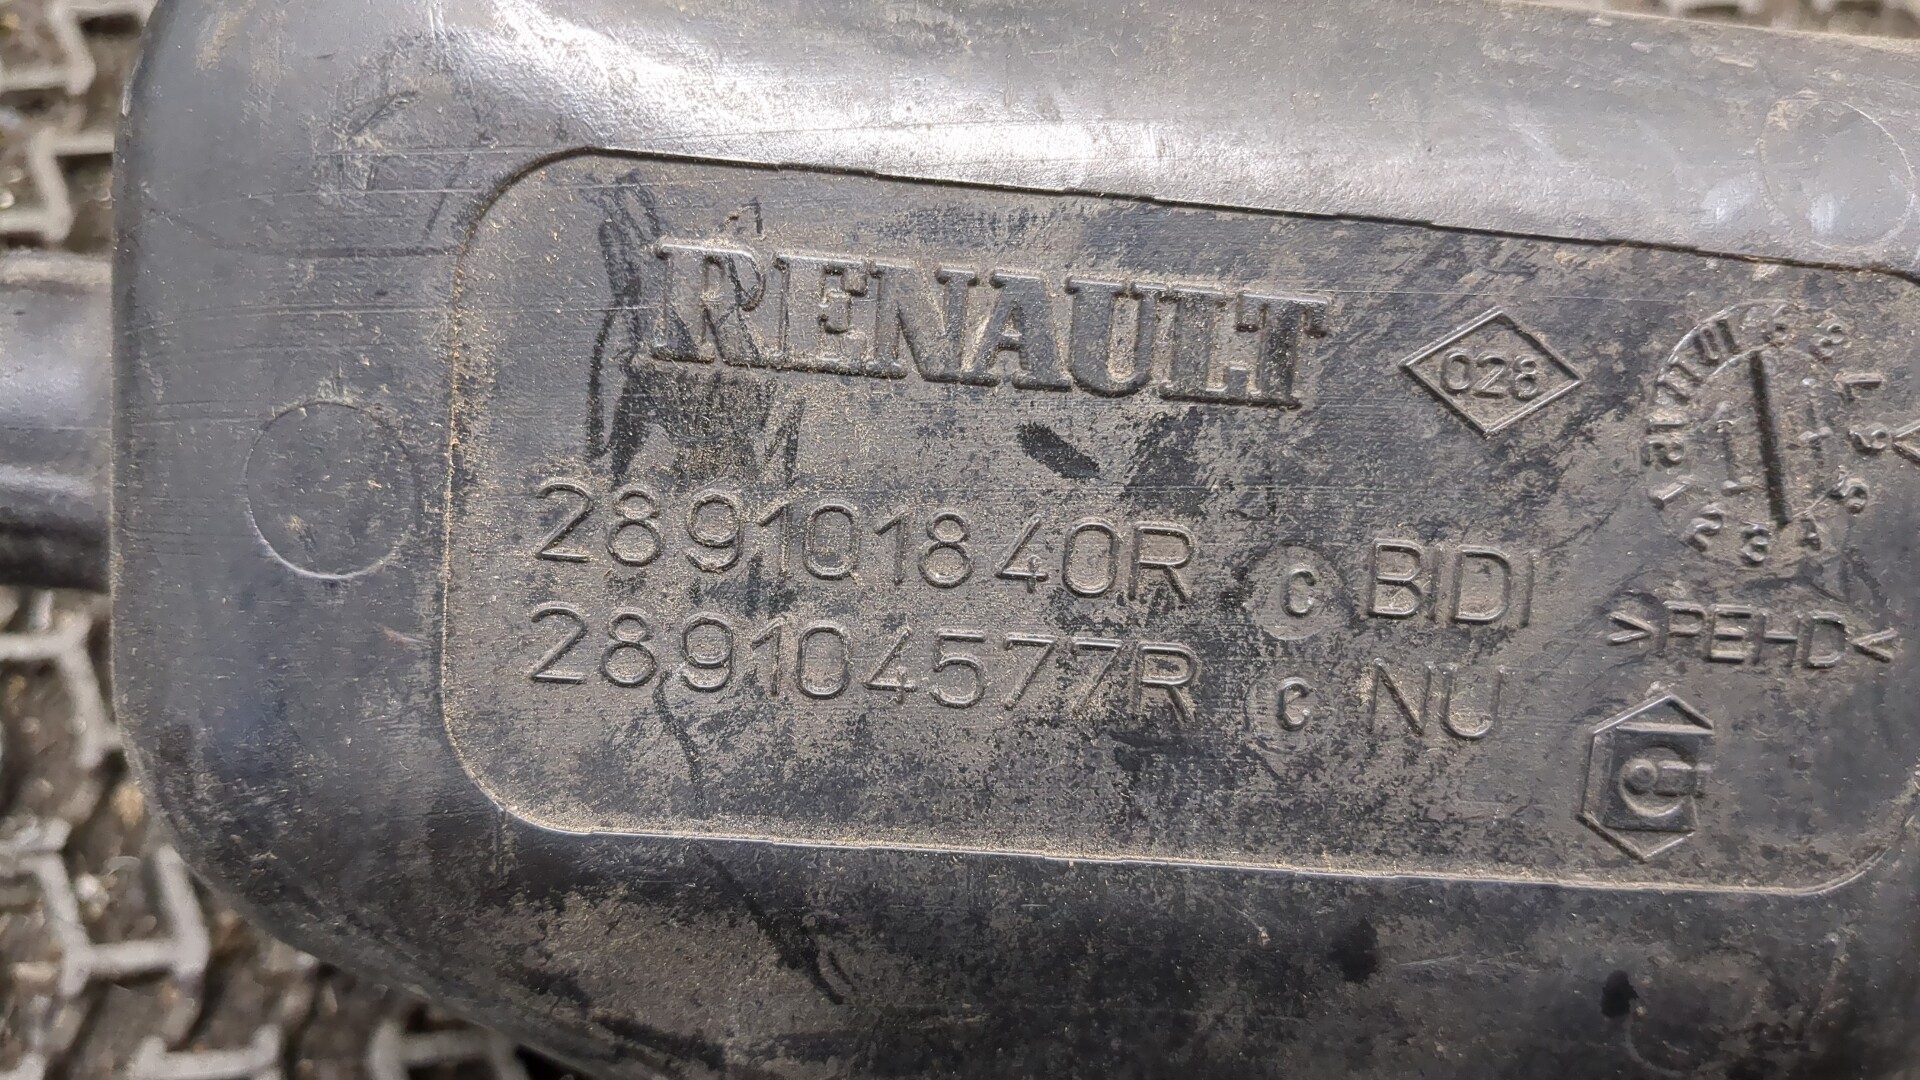 RENAULT
028
289101840R c BIDI
289104577R c NU
>PEHD<